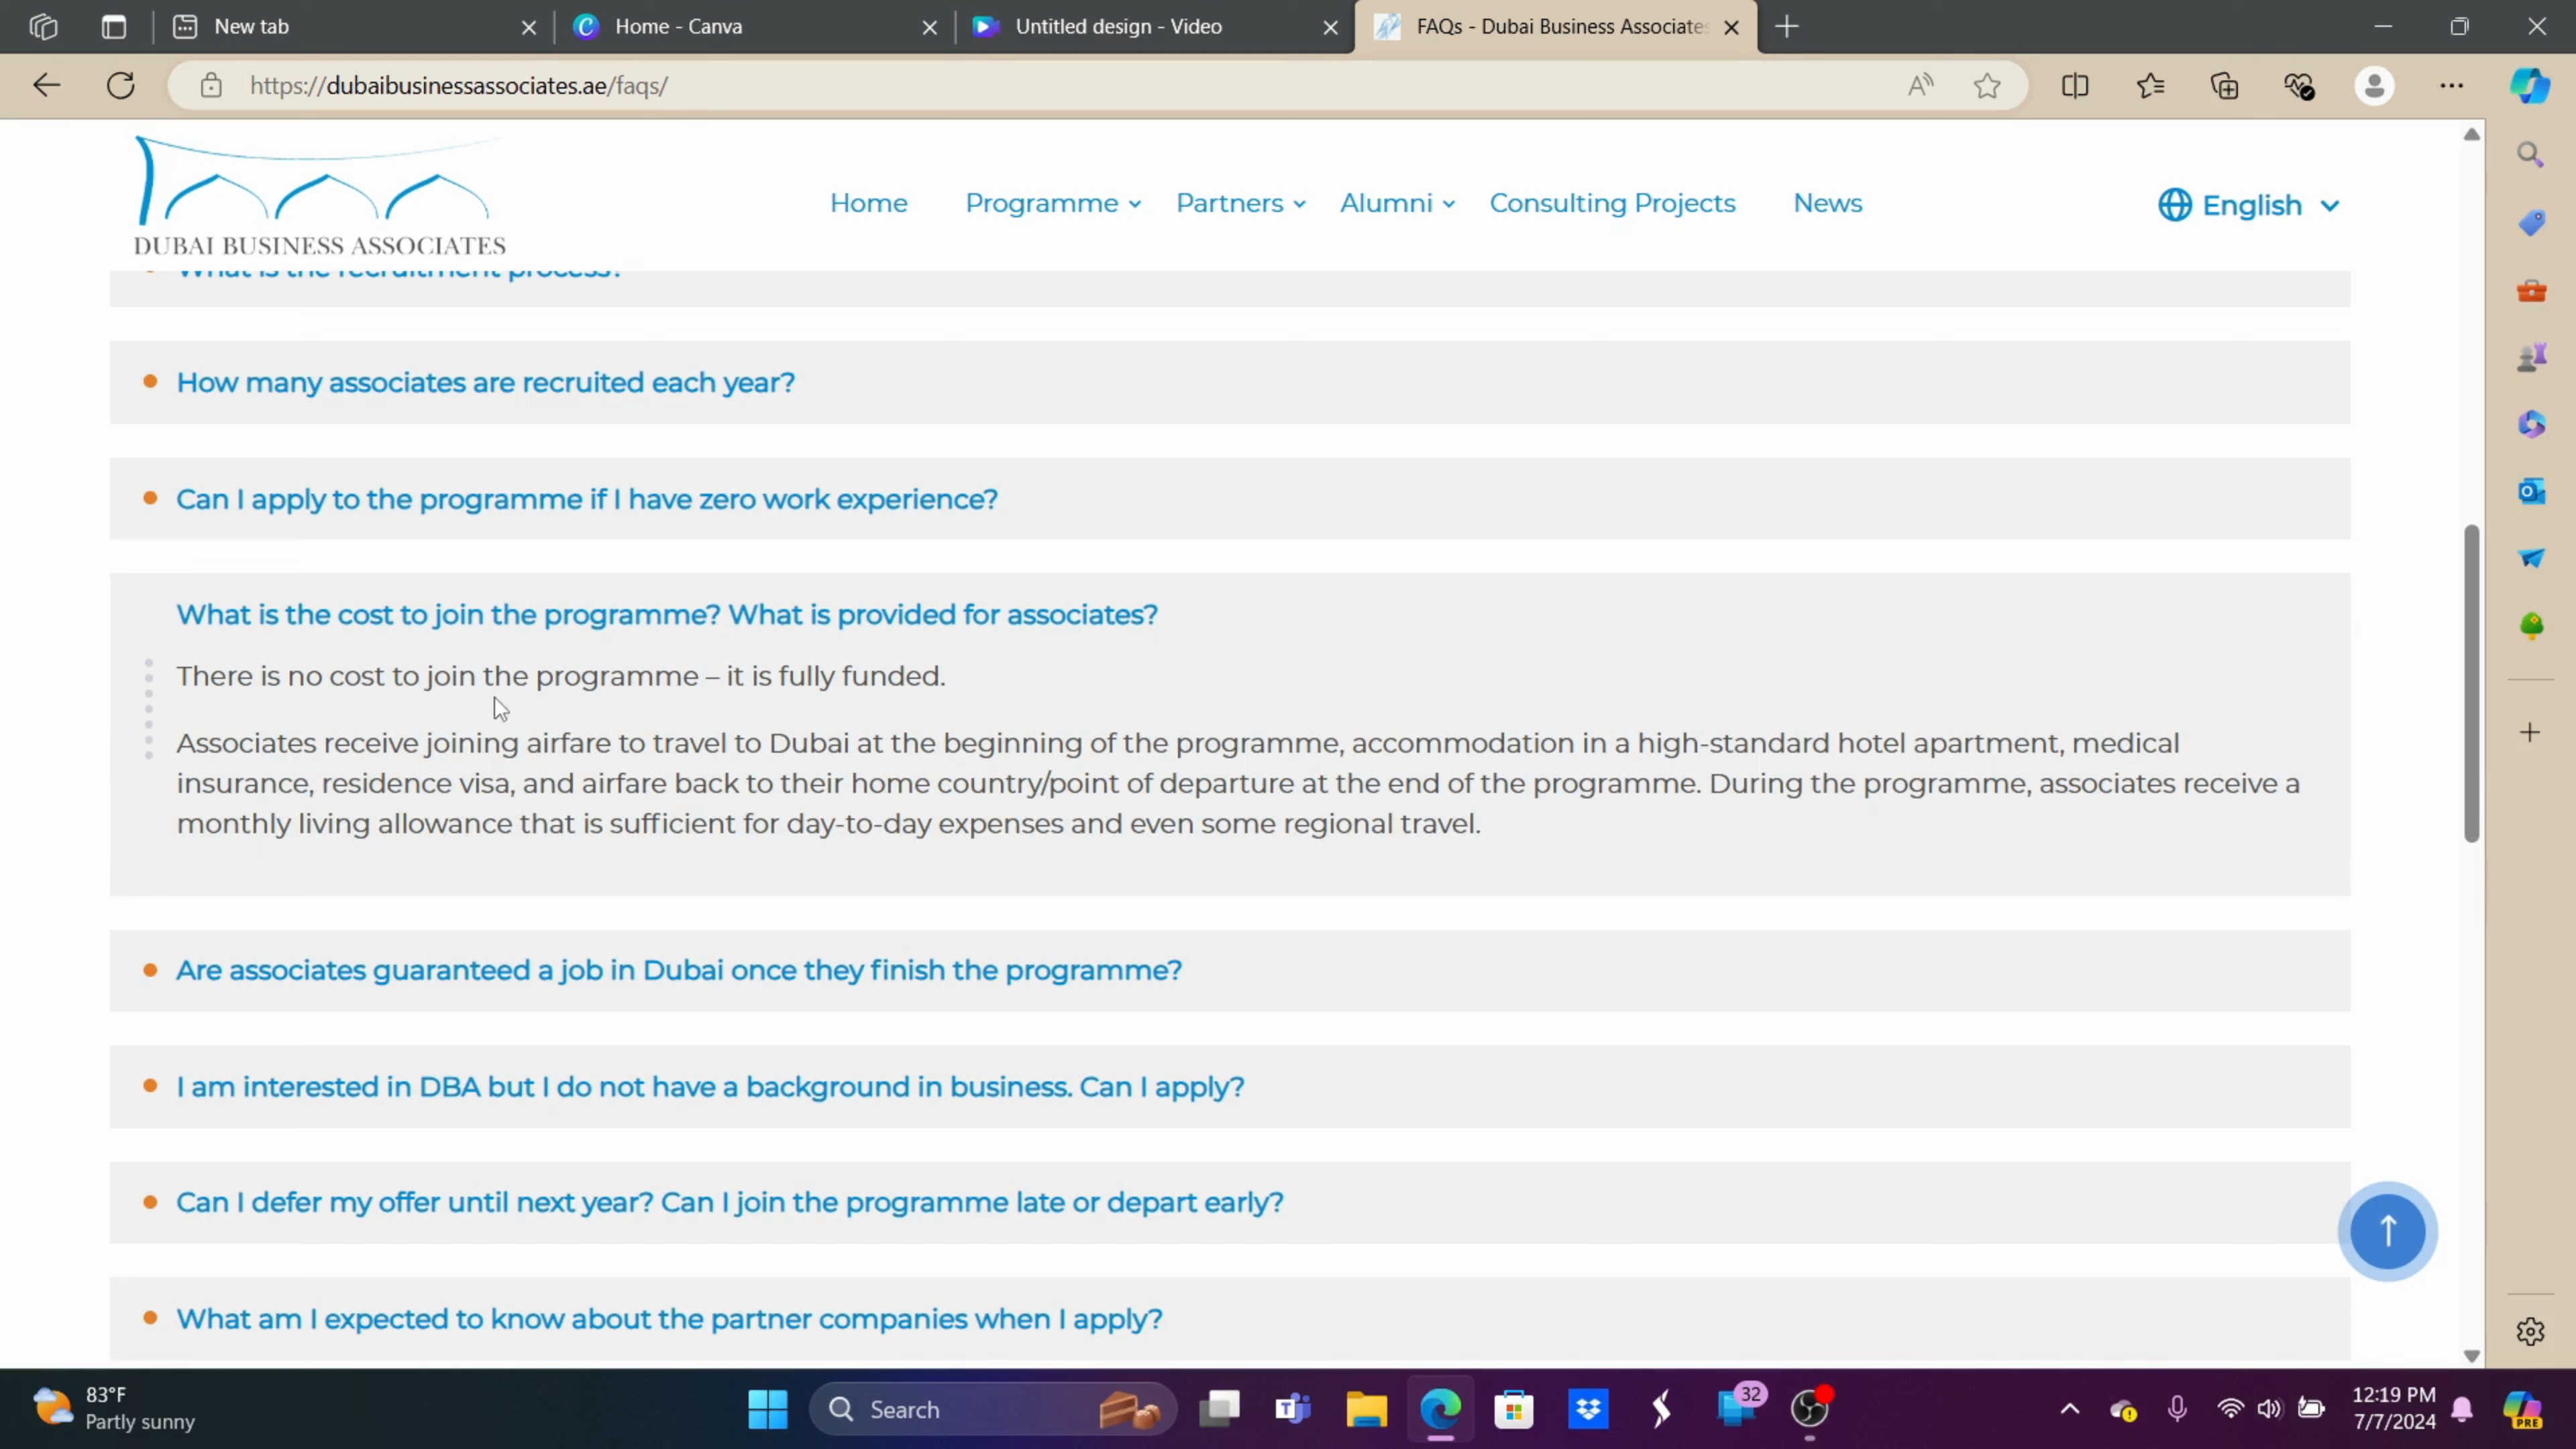 New tab
Home - Canva
Untitled design - Video
FAQs - Dubai Business Associates
https://dubaibusinessassociates.ae/faqs/
DUBAI BUSINESS ASSOCIATES
Home
Programme
Partners
Alumni
Consulting Projects
News
English
What is the recruitment process?
How many associates are recruited each year?
Can I apply to the programme if I have zero work experience?
What is the cost to join the programme? What is provided for associates?
There is no cost to join the programme – it is fully funded.
Associates receive joining airfare to travel to Dubai at the beginning of the programme, accommodation in a high-standard hotel apartment, medical
insurance, residence visa, and airfare back to their home country/point of departure at the end of the programme. During the programme, associates receive a
monthly living allowance that is sufficient for day-to-day expenses and even some regional travel.
Are associates guaranteed a job in Dubai once they finish the programme?
I am interested in DBA but I do not have a background in business. Can I apply?
Can I defer my offer until next year? Can I join the programme late or depart early?
What am I expected to know about the partner companies when I apply?
83°F
Partly sunny
Search
32
12:19 PM
7/7/2024
PRE